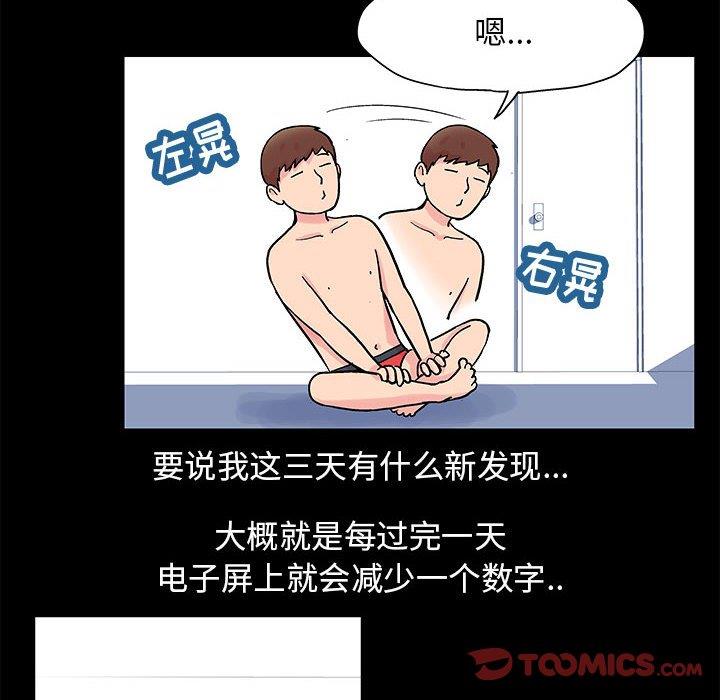 嗯...
左晃
右晃
要说我这三天有什么新发现...
大概就是每过完一天
电子屏上就会减少一个数字..
TOOMICS.COM